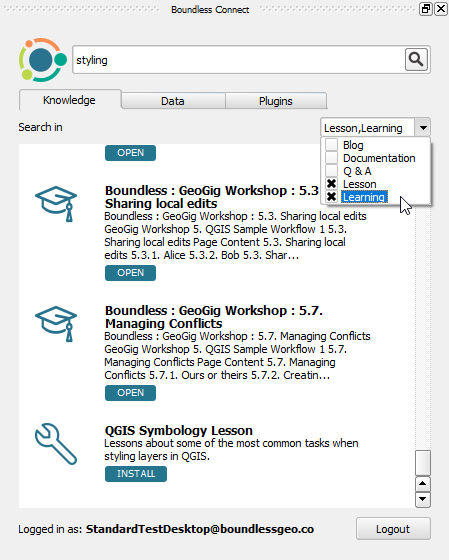 Boundless Connect
styling
Knowledge
Data
Plugins
Search in
Lesson,Learning
Blog
Documentation
Q & A
Lesson
Learning
OPEN
Boundless : GeoGig Workshop : 5.3
Sharing local edits
Boundless : GeoGig Workshop : 5.3. Sharing local edits
GeoGig Workshop 5. QGIS Sample Workflow 1 5.3.
Sharing local edits Page Content 5.3. Sharing local
edits 5.3.1. Alice 5.3.2. Bob 5.3. Shar...
OPEN
Boundless : GeoGig Workshop : 5.7.
Managing Conflicts
Boundless : GeoGig Workshop : 5.7. Managing Conflicts
GeoGig Workshop 5. QGIS Sample Workflow 1 5.7.
Managing Conflicts Page Content 5.7. Managing
Conflicts 5.7.1. Ours or theirs 5.7.2. Creatin...
OPEN
QGIS Symbology Lesson
Lessons about some of the most common tasks when
styling layers in QGIS.
INSTALL
Logged in as: StandardTestDesktop@boundlessgeo.co
Logout